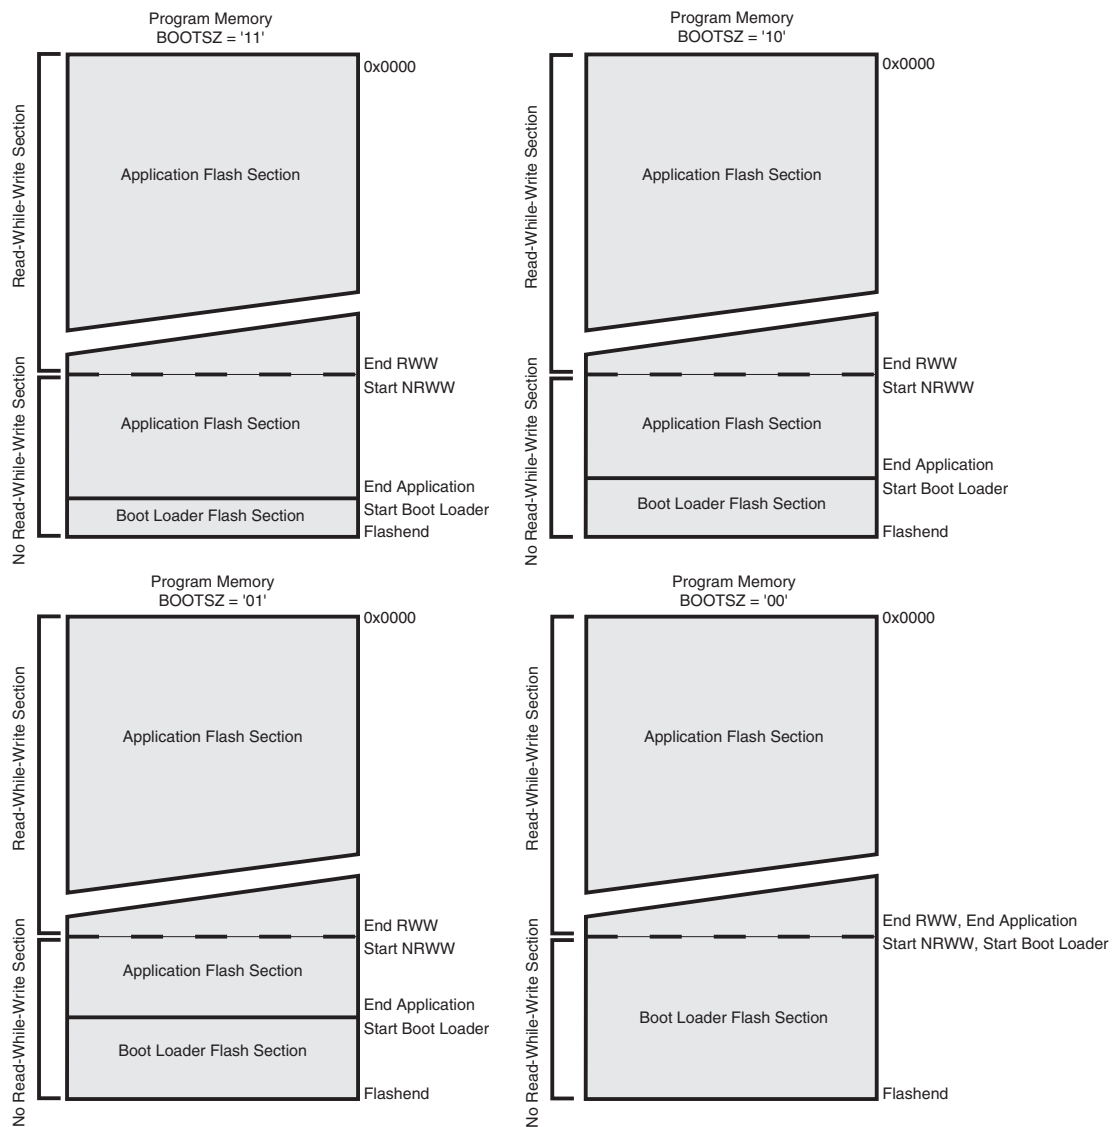 Program Memory
BOOTSZ = '11'
0x0000
Read-While-Write Section
Application Flash Section
End RWW
Start NRWW
No Read-While-Write Section
Application Flash Section
End Application
Start Boot Loader
Boot Loader Flash Section
Flashend
Program Memory
BOOTSZ = '10'
0x0000
Read-While-Write Section
Application Flash Section
End RWW
Start NRWW
No Read-While-Write Section
Application Flash Section
End Application
Start Boot Loader
Boot Loader Flash Section
Flashend
Program Memory
BOOTSZ = '01'
0x0000
Read-While-Write Section
Application Flash Section
End RWW
Start NRWW
No Read-While-Write Section
Application Flash Section
End Application
Start Boot Loader
Boot Loader Flash Section
Flashend
Program Memory
BOOTSZ = '00'
0x0000
Read-While-Write Section
Application Flash Section
End RWW, End Application
Start NRWW, Start Boot Loader
No Read-While-Write Section
Boot Loader Flash Section
Flashend